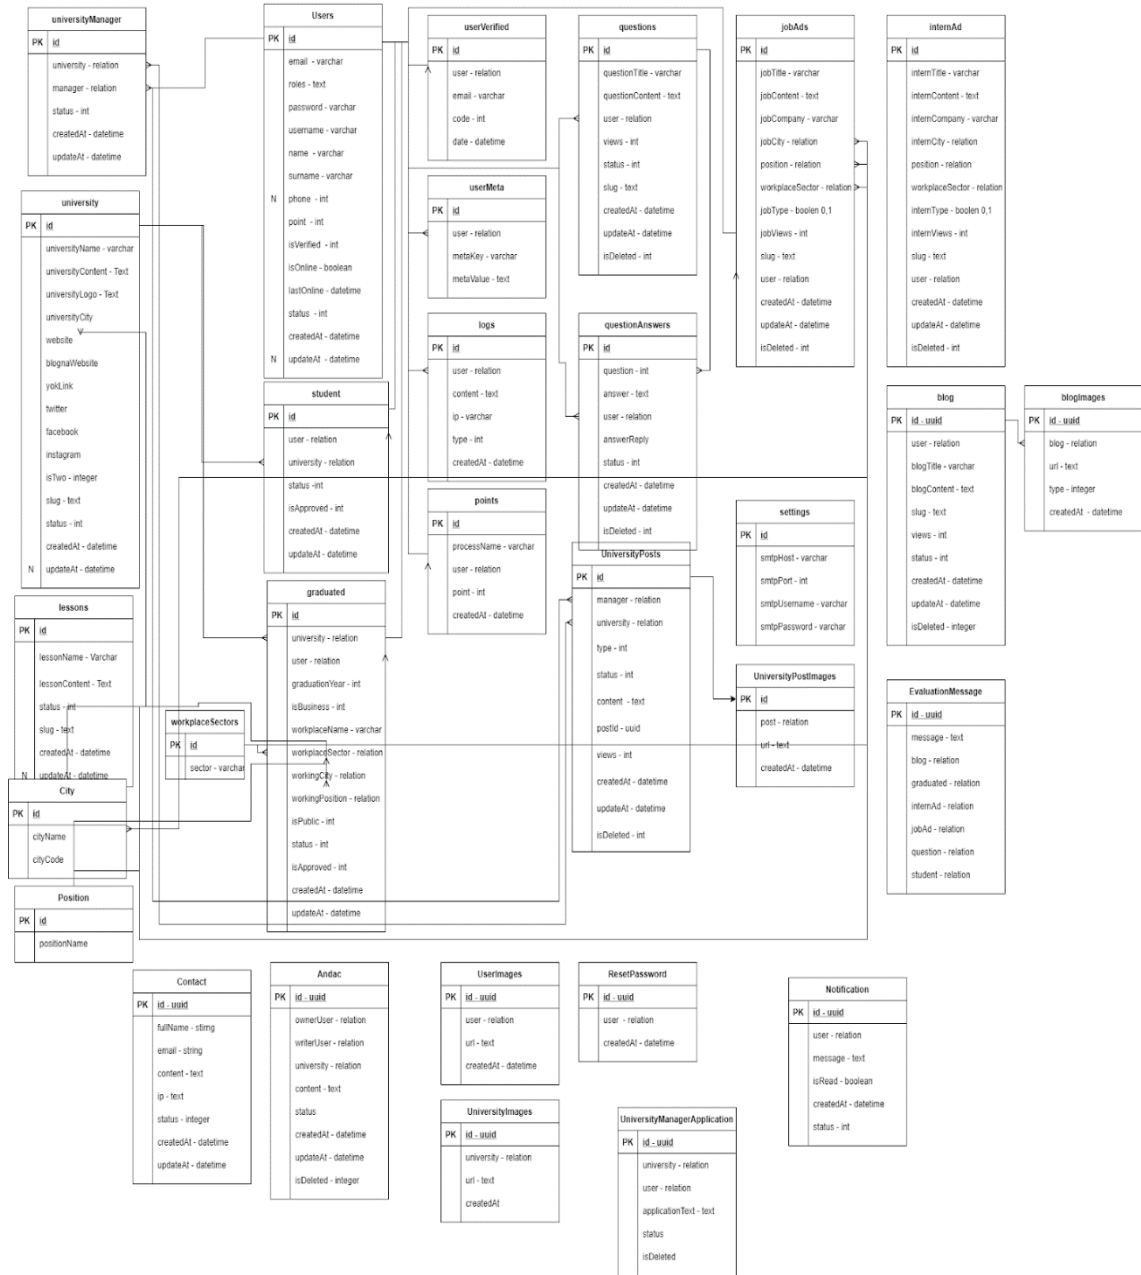 universityManager
PK id
university - relation
manager - relation
status - int
createdAt - datetime
updateAt - datetime
Users
PK id
email - varchar
roles - text
password - varchar
username - varchar
name - varchar
surname - varchar
N phone - int
point - int
isVerified - int
isOnline - boolean
lastOnline - datetime
status - int
createdAt - datetime
N updateAt - datetime
userVerified
PK id
user - relation
email - varchar
code - int
date - datetime
questions
PK id
questionTitle - varchar
questionContent - text
user - relation
views - int
status - int
slug - text
createdAt - datetime
updateAt - datetime
isDeleted - int
jobAds
PK id
jobTitle - varchar
jobContent - text
jobCompany - varchar
jobCity - relation
position - relation
workplaceSector - relation
jobType - boolen 0,1
jobViews - int
slug - text
user - relation
createdAt - datetime
updateAt - datetime
isDeleted - int
internAd
PK id
internTitle - varchar
internContent - text
internCompany - varchar
internCity - relation
position - relation
workplaceSector - relation
internType - boolen 0,1
internViews - int
slug - text
user - relation
createdAt - datetime
updateAt - datetime
isDeleted - int
university
PK id
universityName - varchar
universityContent - Text
universityLogo - Text
universityCity
website
blognaWebsite
yokLink
twitter
facebook
instagram
isTwo - integer
slug - text
status - int
createdAt - datetime
N updateAt - datetime
userMeta
PK id
user - relation
metaKey - varchar
metaValue - text
logs
PK id
user - relation
content - text
ip - varchar
type - int
createdAt - datetime
questionAnswers
PK id
question - int
answer - text
user - relation
answerReply
status - int
createdAt - datetime
updateAt - datetime
isDeleted - int
student
PK id
user - relation
university - relation
status -int
isApproved - int
createdAt - datetime
updateAt - datetime
blog
PK id - uuid
user - relation
blogTitle - varchar
blogContent - text
slug - text
views - int
status - int
createdAt - datetime
updateAt - datetime
isDeleted - integer
blogImages
PK id - uuid
blog - relation
url - text
type - integer
createdAt - datetime
points
PK id
processName - varchar
user - relation
point - int
createdAt - datetime
settings
PK id
smtpHost - varchar
smtpPort - int
smtpUsername - varchar
smtpPassword - varchar
UniversityPosts
PK id
manager - relation
university - relation
type - int
status - int
content - text
postid - uuid
views - int
createdAt - datetime
updateAt - datetime
isDeleted - int
graduated
PK id
university - relation
user - relation
graduationYear - int
isBusiness - int
workplaceName - varchar
workplaceSector - relation
workingCity - relation
workingPosition - relation
isPublic - int
status - int
isApproved - int
createdAt - datetime
updateAt - datetime
lessons
PK id
lessonName - Varchar
lessonContent - Text
status - int
slug - text
createdAt - datetime
N updateAt - datetime
workplaceSectors
PK id
sector - varchar
UniversityPostImages
PK id
post - relation
url - text
createdAt - datetime
EvaluationMessage
PK id - uuid
message - text
blog - relation
graduated - relation
internAd - relation
jobAd - relation
question - relation
student - relation
City
PK id
cityName
cityCode
Position
PK id
positionName
Contact
PK id - uuid
fullName - stirng
email - string
content - text
ip - text
status - integer
createdAt - datetime
updateAt - datetime
Andac
PK id - uuid
ownerUser - relation
writerUser - relation
university - relation
content - text
status
createdAt - datetime
updateAt - datetime
isDeleted - integer
UserImages
PK id - uuid
user - relation
url - text
createdAt - datetime
ResetPassword
PK id - uuid
user - relation
createdAt - datetime
Notification
PK id - uuid
user - relation
message - text
isRead - boolean
createdAt - datetime
status - int
UniversityImages
PK id - uuid
university - relation
url - text
createdAt
UniversityManagerApplication
PK id - uuid
university - relation
user - relation
applicationText - text
status
isDeleted